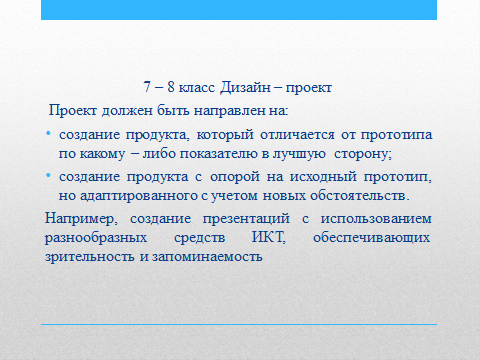 7 – 8 класс Дизайн – проект
Проект должен быть направлен на:
• создание продукта, который отличается от прототипа
по какому – либо показателю в лучшую сторону;
• создание продукта с опорой на исходный прототип,
но адаптированного с учетом новых обстоятельств.
Например, создание презентаций с использованием
разнообразных средств ИКТ, обеспечивающих
зрительность и запоминаемость